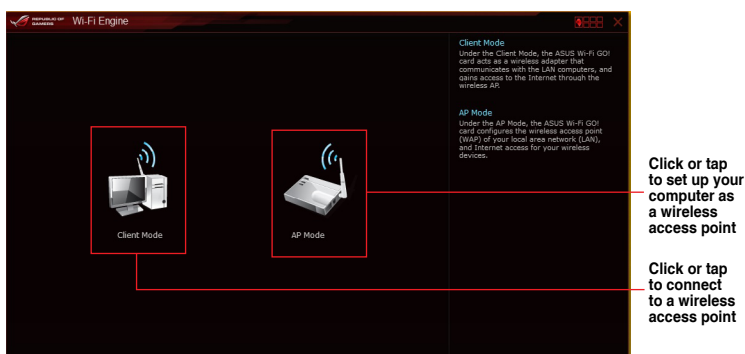 REPUBLIC OF
GAMERS
Wi-Fi Engine
Client Mode
Under the Client Mode, the ASUS Wi-Fi GO!
card acts as a wireless adapter that
communicates with the LAN computers, and
gains access to the Internet through the
wireless AP.
AP Mode
Under the AP Mode, the ASUS Wi-Fi GO!
card configures the wireless access point
(WAP) of your local area network (LAN),
and Internet access for your wireless
devices.
Client Mode
AP Mode
Click or tap
to set up your
computer as
a wireless
access point
Click or tap
to connect
to a wireless
access point